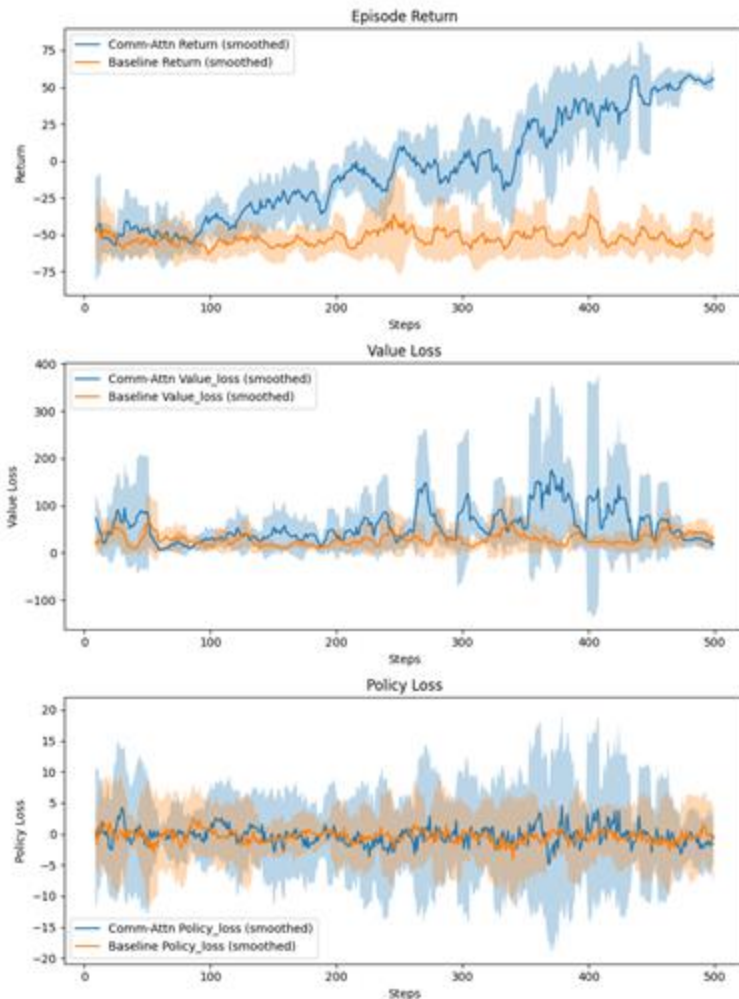 Episode Return
Comm-Attn Return (smoothed)
Baseline Return (smoothed)
75
50
25
0
−25
−50
−75
Return
0 100 200 300 400 500
Steps
Value Loss
Comm-Attn Value_loss (smoothed)
Baseline Value_loss (smoothed)
400
300
200
100
0
−100
Value Loss
0 100 200 300 400 500
Steps
Policy Loss
20
15
10
5
0
−5
−10
−15
−20
Policy Loss
Comm-Attn Policy_loss (smoothed)
Baseline Policy_loss (smoothed)
0 100 200 300 400 500
Steps